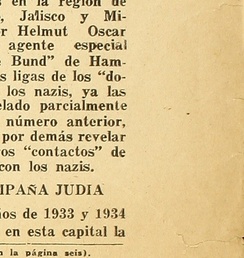 s en la región de
, Jalisco y Mi-
r Helmut Oscar
agente especial
Bund" de Ham-
s ligas de los "do-
los nazis, ya las
elado parcialmente
número anterior,
por demás revelar
os "contactos" de
con los nazis.
MPAÑA JUDIA
ños de 1933 y 1934
en esta capital la
n la página seis).